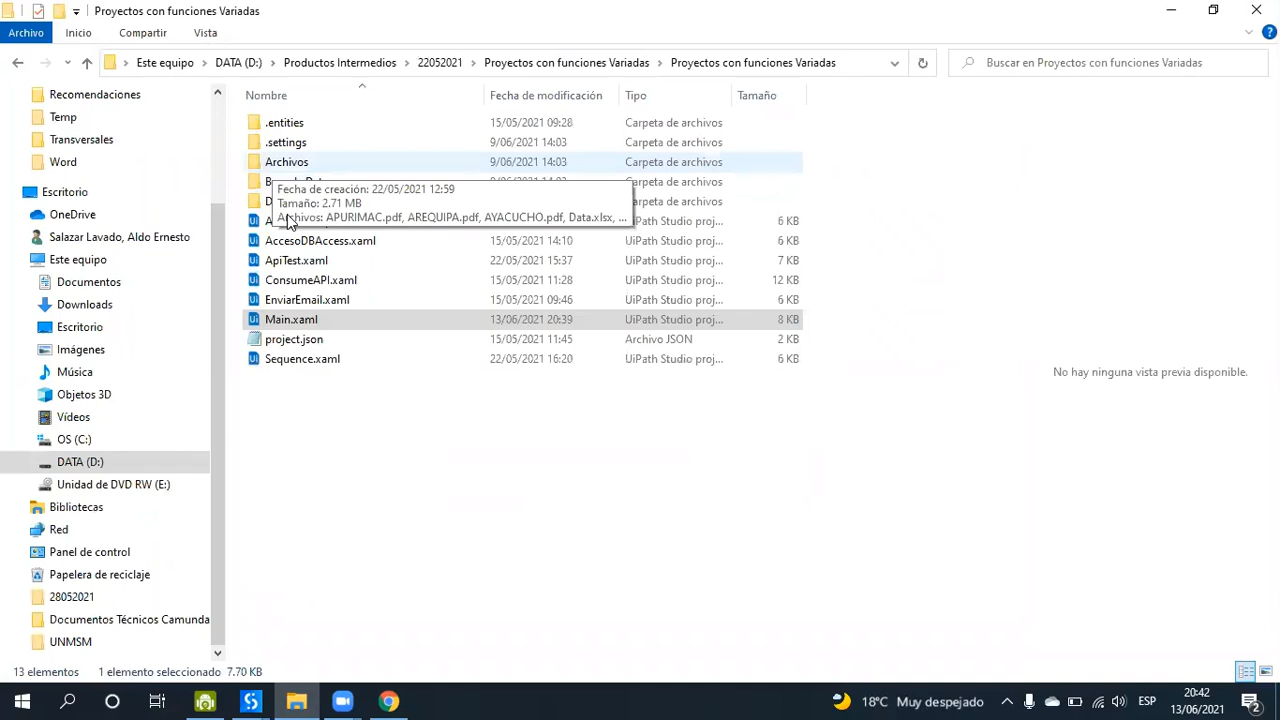 Proyectos con funciones Variadas
Archivo Inicio Compartir Vista
Este equipo DATA (D:) Productos Intermedios 22052021 Proyectos con funciones Variadas Proyectos con funciones Variadas
Buscar en Proyectos con funciones Variadas
Recomendaciones
Temp
Transversales
Word
Escritorio
OneDrive
Salazar Lavado, Aldo Ernesto
Este equipo
Documentos
Downloads
Escritorio
Imágenes
Música
Objetos 3D
Vídeos
OS (C:)
DATA (D:)
Unidad de DVD RW (E:)
Bibliotecas
Red
Panel de control
Papelera de reciclaje
28052021
Documentos Técnicos Camunda
UNMSM
Nombre Fecha de modificación Tipo Tamaño
.entities 15/05/2021 09:28 Carpeta de archivos
.settings 9/06/2021 14:03 Carpeta de archivos
Archivos 9/06/2021 14:03 Carpeta de archivos
Carpeta de archivos
Carpeta de archivos
Fecha de creación: 22/05/2021 12:59
Tamaño: 2.71 MB
Archivos: APURIMAC.pdf, AREQUIPA.pdf, AYACUCHO.pdf, Data.xlsx, ...
UiPath Studio proj... 6 KB
AccesoDBAccess.xaml 15/05/2021 14:10 UiPath Studio proj... 6 KB
ApiTest.xaml 22/05/2021 15:37 UiPath Studio proj... 7 KB
ConsumeAPI.xaml 15/05/2021 11:28 UiPath Studio proj... 12 KB
EnviarEmail.xaml 15/05/2021 09:46 UiPath Studio proj... 6 KB
Main.xaml 13/06/2021 20:39 UiPath Studio proj... 8 KB
project.json 15/05/2021 11:45 Archivo JSON 2 KB
Sequence.xaml 22/05/2021 16:20 UiPath Studio proj... 6 KB
No hay ninguna vista previa disponible.
13 elementos 1 elemento seleccionado 7.70 KB
18°C Muy despejado ESP 20:42
13/06/2021
2